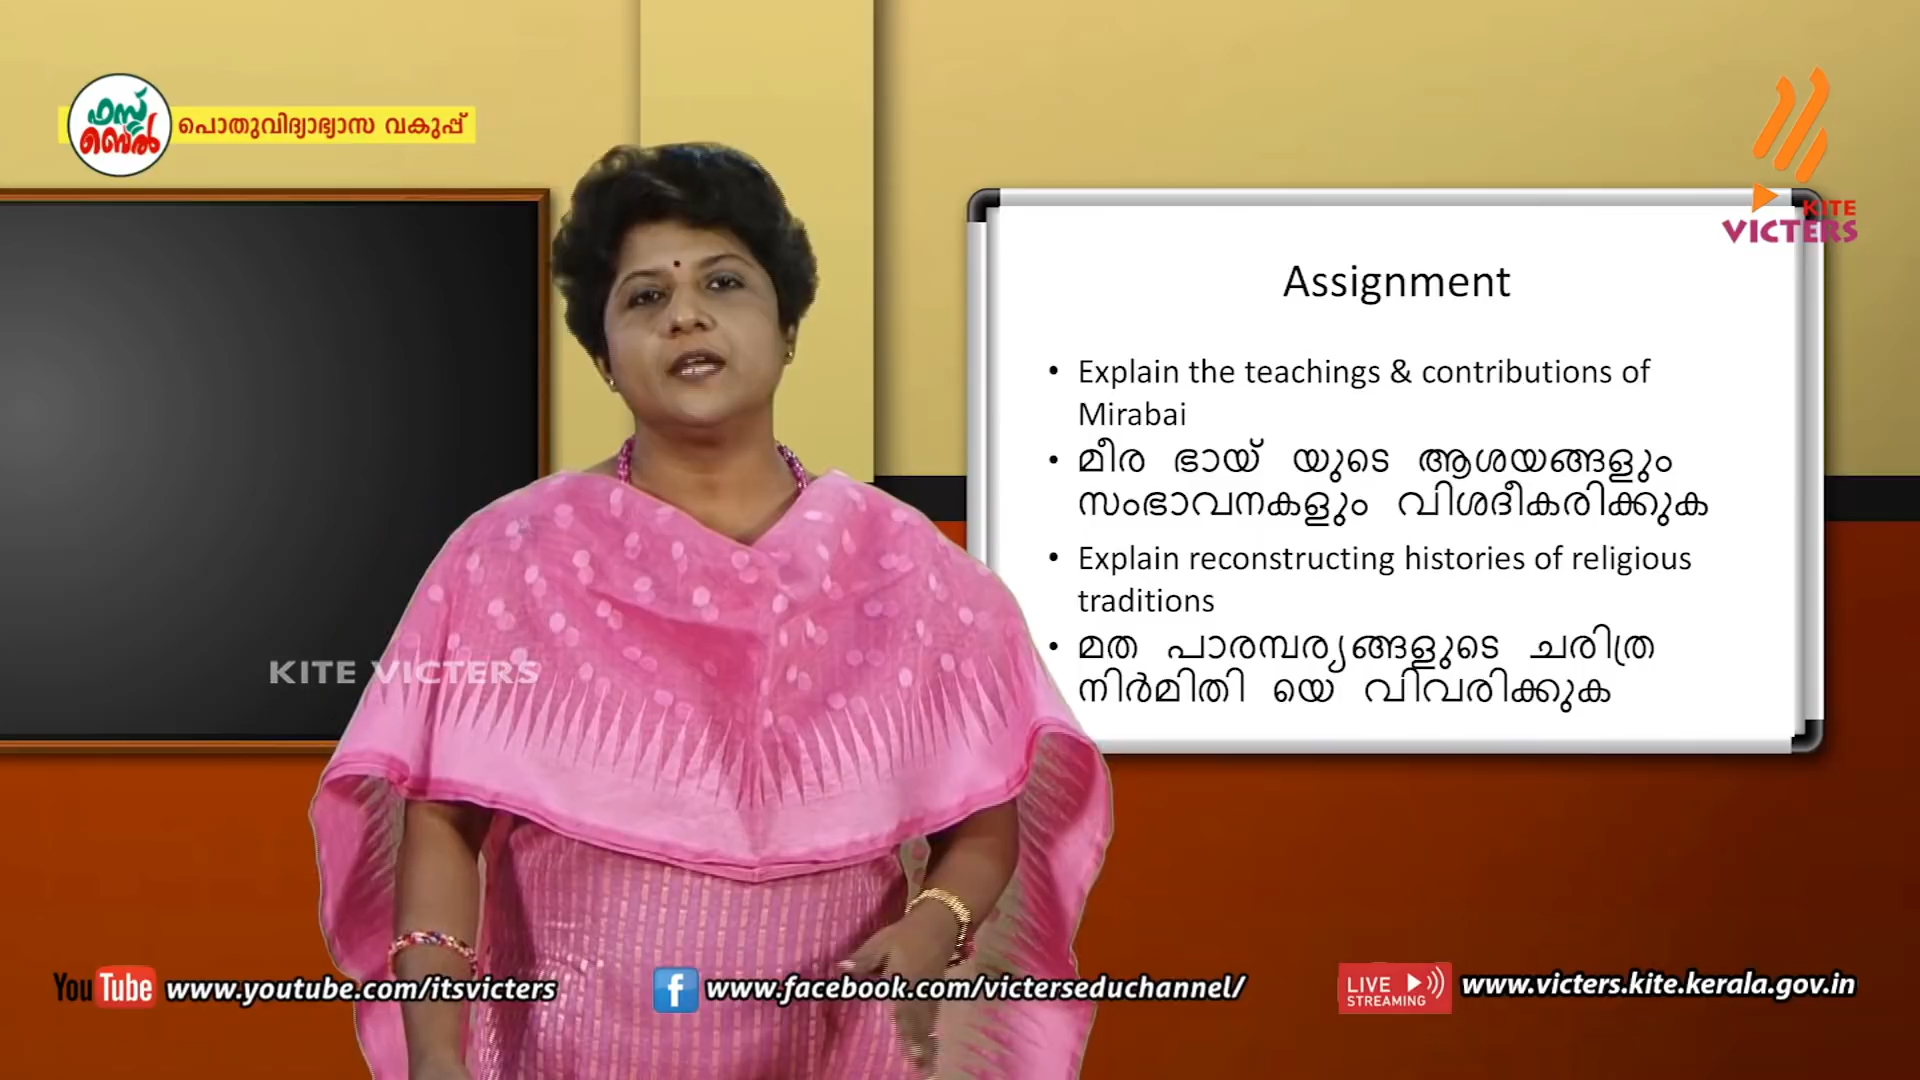 ഫസ്റ്റ്
ബെൽ
പൊതുവിദ്യാഭ്യാസ വകുപ്പ്
KITE
VICTERS
Assignment
• Explain the teachings & contributions of
Mirabai
• മീര ഭായ് യുടെ ആശയങ്ങളും
സംഭാവനകളും വിശദീകരിക്കുക
• Explain reconstructing histories of religious
traditions
• മത പാരമ്പര്യങ്ങളുടെ ചരിത്ര
നിർമിതി യെ വിവരിക്കുക
KITE VICTERS
YouTube www.youtube.com/itsvicters
f www.facebook.com/victerseduchannel/
LIVE
STREAMING
www.victers.kite.kerala.gov.in